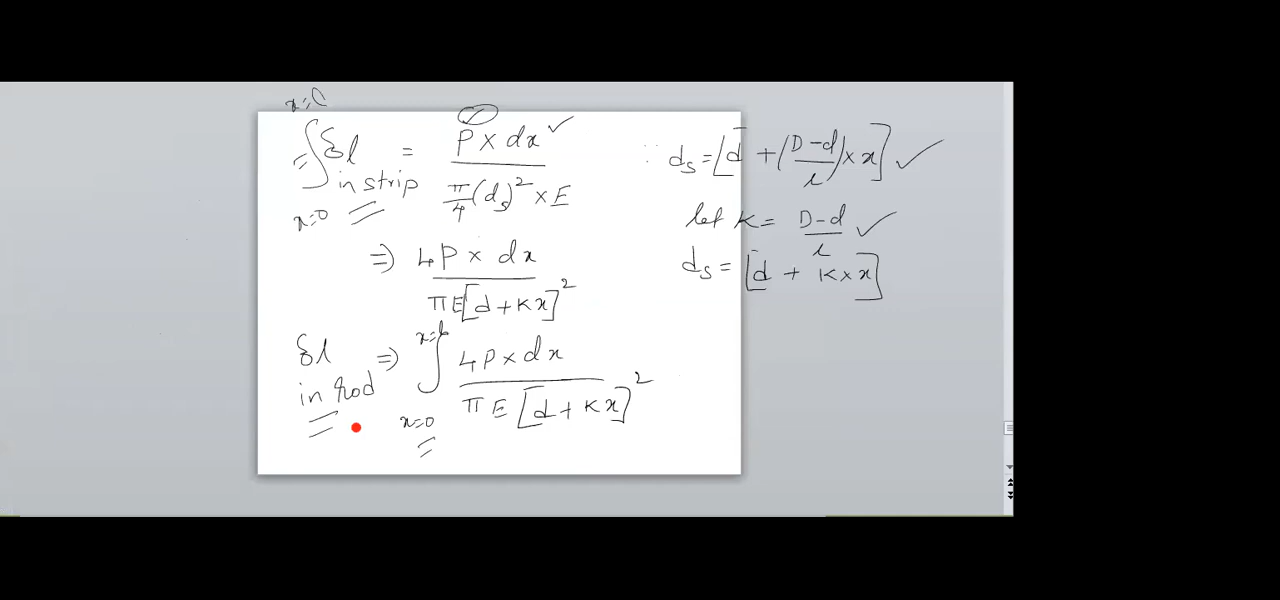 x=l
= ∫ δl in strip = P × dx / π/4 (ds)² × E
x=0
⇒ 4P × dx / πE[d + Kx]²
x=l
δl in rod ⇒ ∫ 4P × dx / πE [d + Kx]²
x=0
∵ ds = [d + (D-d / l) × x]
let K = D-d / l
ds = [d + K × x]